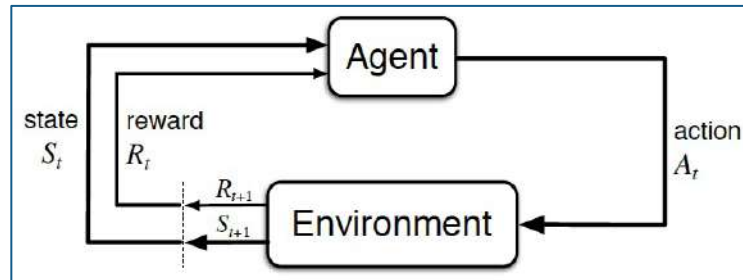 Agent
state
S_t
reward
R_t
action
A_t
R_{t+1}
S_{t+1}
Environment